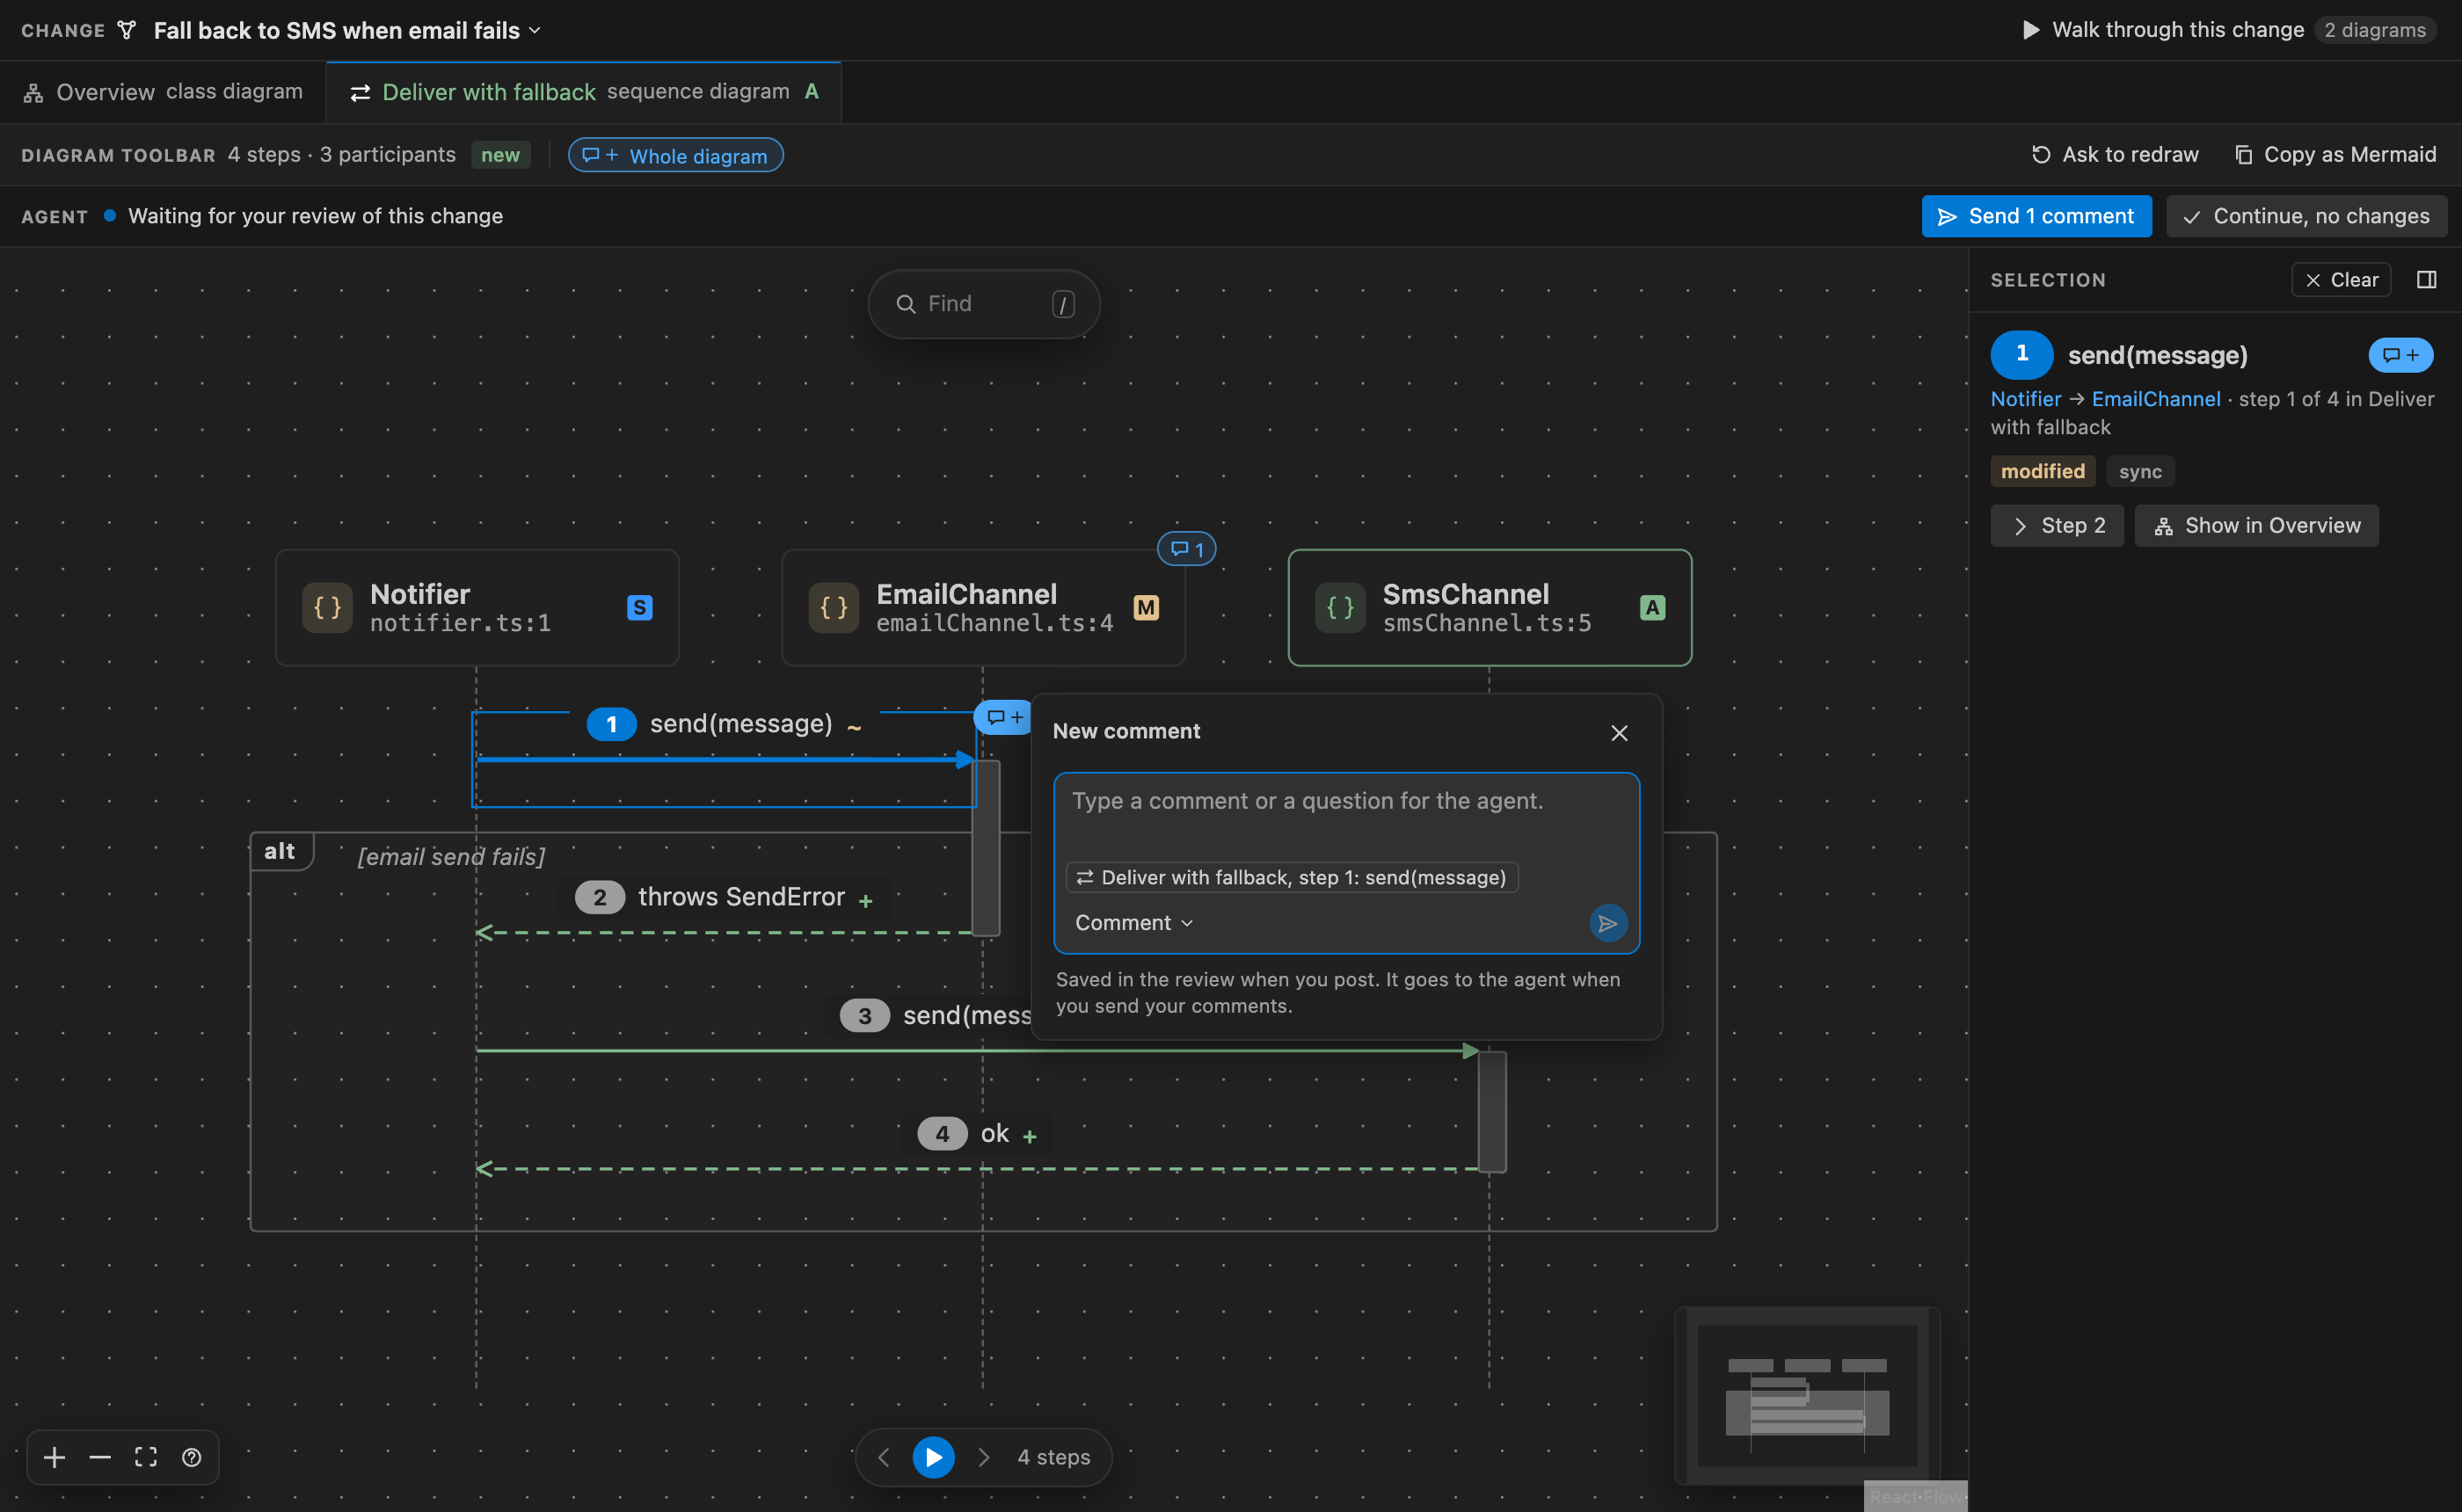 CHANGE Fall back to SMS when email fails
Walk through this change 2 diagrams
Overview class diagram
Deliver with fallback sequence diagram A
DIAGRAM TOOLBAR 4 steps · 3 participants new
Whole diagram
Ask to redraw
Copy as Mermaid
AGENT Waiting for your review of this change
Send 1 comment
Continue, no changes
Find /
SELECTION
Clear
1 send(message)
Notifier → EmailChannel · step 1 of 4 in Deliver
with fallback
modified sync
Step 2
Show in Overview
1
{ } Notifier S
notifier.ts:1
{ } EmailChannel M
emailChannel.ts:4
{ } SmsChannel A
smsChannel.ts:5
1 send(message) ~
New comment
Type a comment or a question for the agent.
Deliver with fallback, step 1: send(message)
Comment
Saved in the review when you post. It goes to the agent when
you send your comments.
alt [email send fails]
2 throws SendError +
3 send(mess
4 ok +
4 steps
React Flow